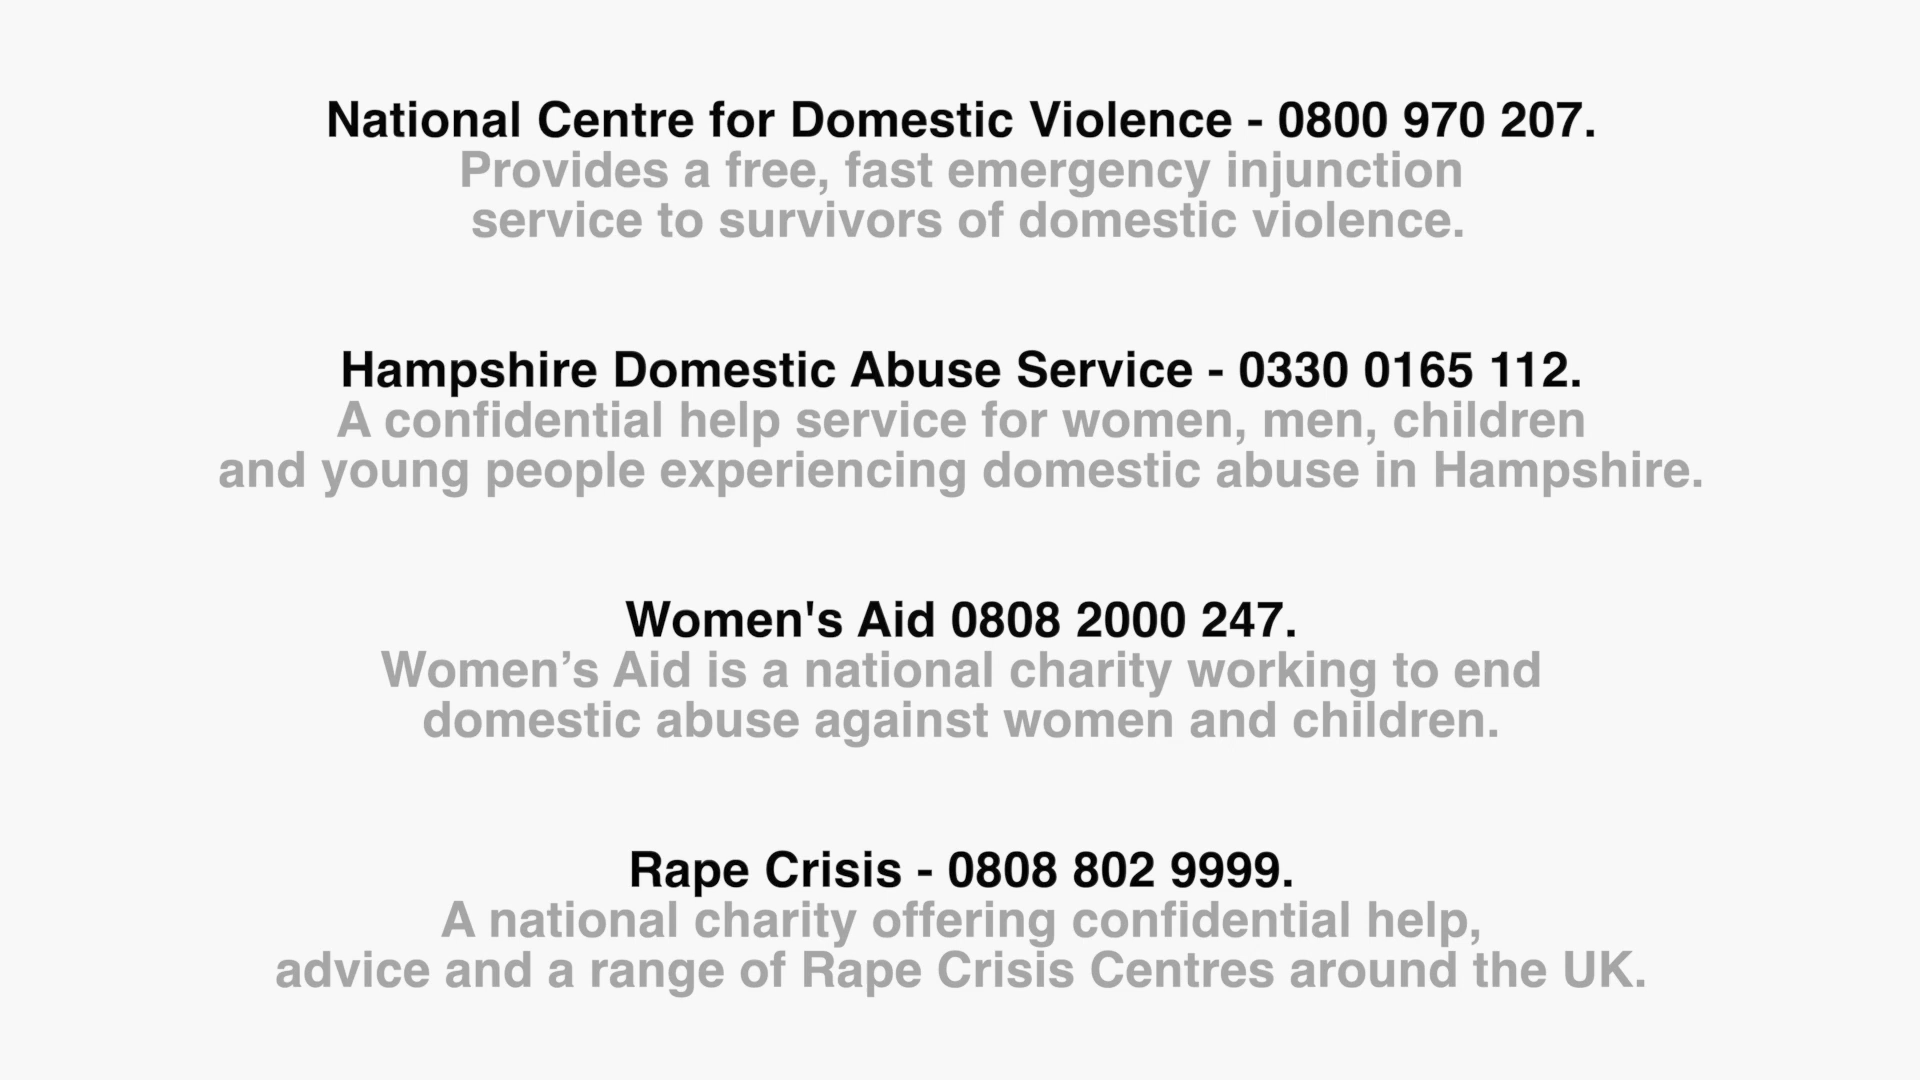 National Centre for Domestic Violence - 0800 970 207.
Provides a free, fast emergency injunction
service to survivors of domestic violence.
Hampshire Domestic Abuse Service - 0330 0165 112.
A confidential help service for women, men, children
and young people experiencing domestic abuse in Hampshire.
Women's Aid 0808 2000 247.
Women’s Aid is a national charity working to end
domestic abuse against women and children.
Rape Crisis - 0808 802 9999.
A national charity offering confidential help,
advice and a range of Rape Crisis Centres around the UK.